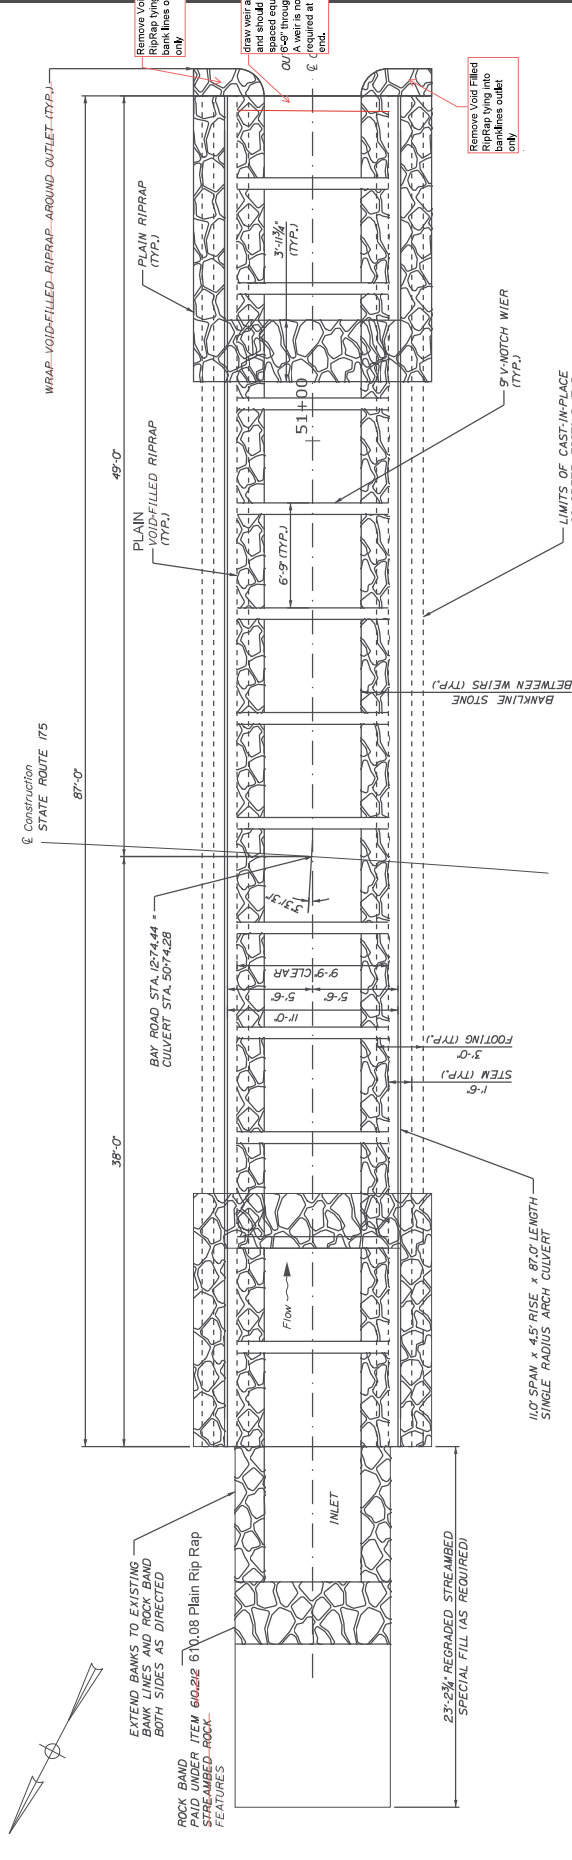 Remove Voi
RipRap tying
bank lines o
only
draw weir a
and should
spaced equ
6'-9" throug
A weir is no
required at
end.
OU
℄
WRAP VOID-FILLED RIPRAP AROUND OUTLET (TYP.)
Remove Void Filled
RipRap tying into
banklines outlet
only
PLAIN RIPRAP
(TYP.)
3'-11¾"
(TYP.)
9" V-NOTCH WIER
(TYP.)
51+00
LIMITS OF CAST-IN-PLACE
49'-0"
PLAIN
VOID-FILLED RIPRAP
(TYP.)
6'-9" (TYP.)
BANKLINE STONE
BETWEEN WEIRS (TYP.)
℄ Construction
STATE ROUTE 175
87'-0"
3°31'31"
BAY ROAD STA. 12+74.44 =
CULVERT STA. 50+74.28
9'-9" CLEAR
5'-6"
5'-6"
11'-0"
3'-0"
FOOTING (TYP.)
1'-6"
STEM (TYP.)
38'-0"
Flow
11.0' SPAN x 4.5' RISE x 87.0' LENGTH
SINGLE RADIUS ARCH CULVERT
INLET
EXTEND BANKS TO EXISTING
BANK LINES AND ROCK BAND
BOTH SIDES AS DIRECTED
ROCK BAND
PAID UNDER ITEM 610.212 610.08 Plain Rip Rap
STREAMBED ROCK
FEATURES
23'-2¾" REGRADED STREAMBED
SPECIAL FILL (AS REQUIRED)